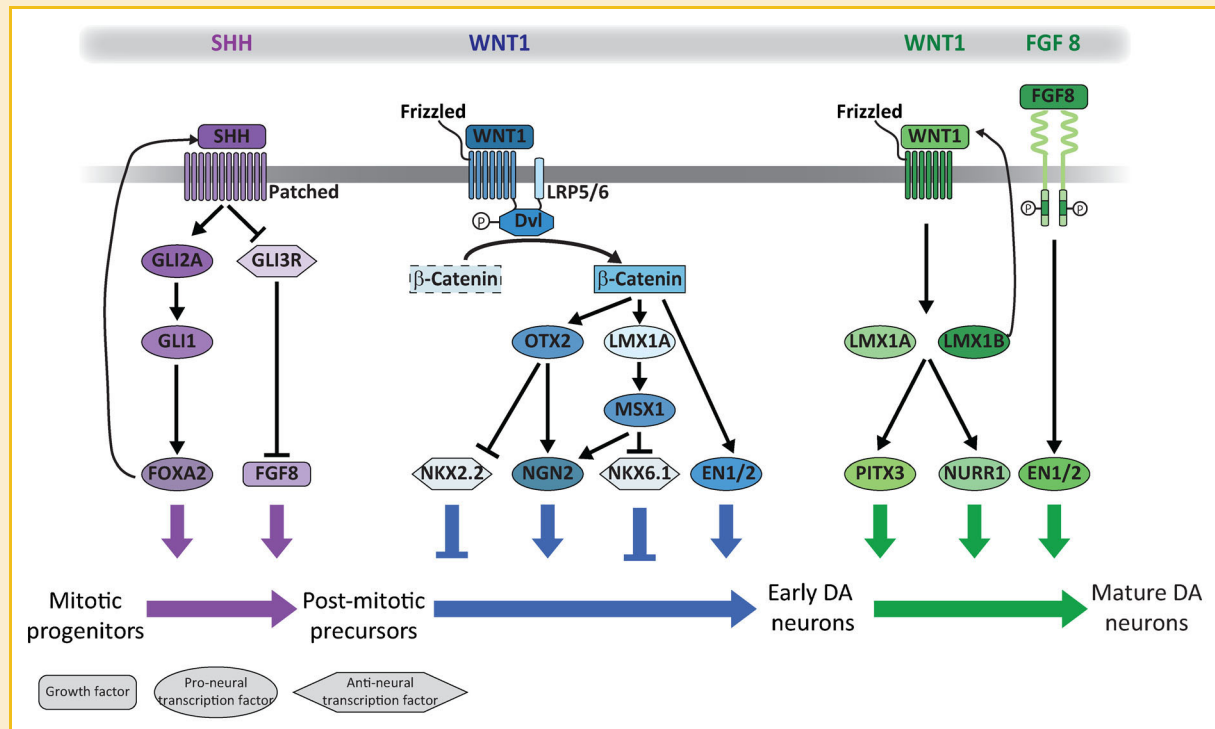 SHH WNT1 WNT1 FGF 8
FGF8
Frizzled Frizzled
SHH WNT1 WNT1
Patched LRP5/6
P Dvl P P
GLI2A GLI3R β-Catenin β-Catenin
GLI1 OTX2 LMX1A LMX1A LMX1B
MSX1
FOXA2 FGF8 NKX2.2 NGN2 NKX6.1 EN1/2 PITX3 NURR1 EN1/2
Mitotic
progenitors
Post-mitotic
precursors
Early DA
neurons
Mature DA
neurons
Growth factor
Pro-neural
transcription factor
Anti-neural
transcription factor